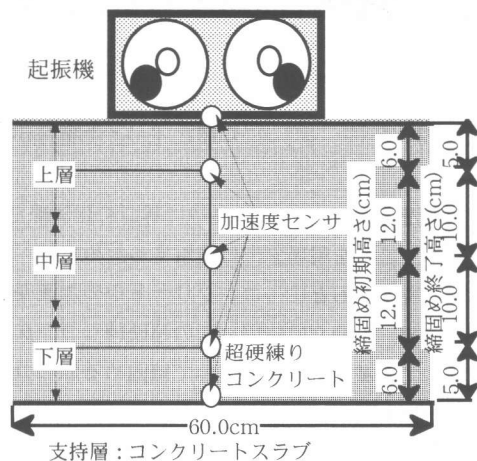 起振機
上層
中層
下層
加速度センサ
超硬練り
コンクリート
締固め初期高さ(cm)
6.0
12.0
12.0
6.0
締固め終了高さ(cm)
5.0
10.0
10.0
5.0
60.0cm
支持層：コンクリートスラブ